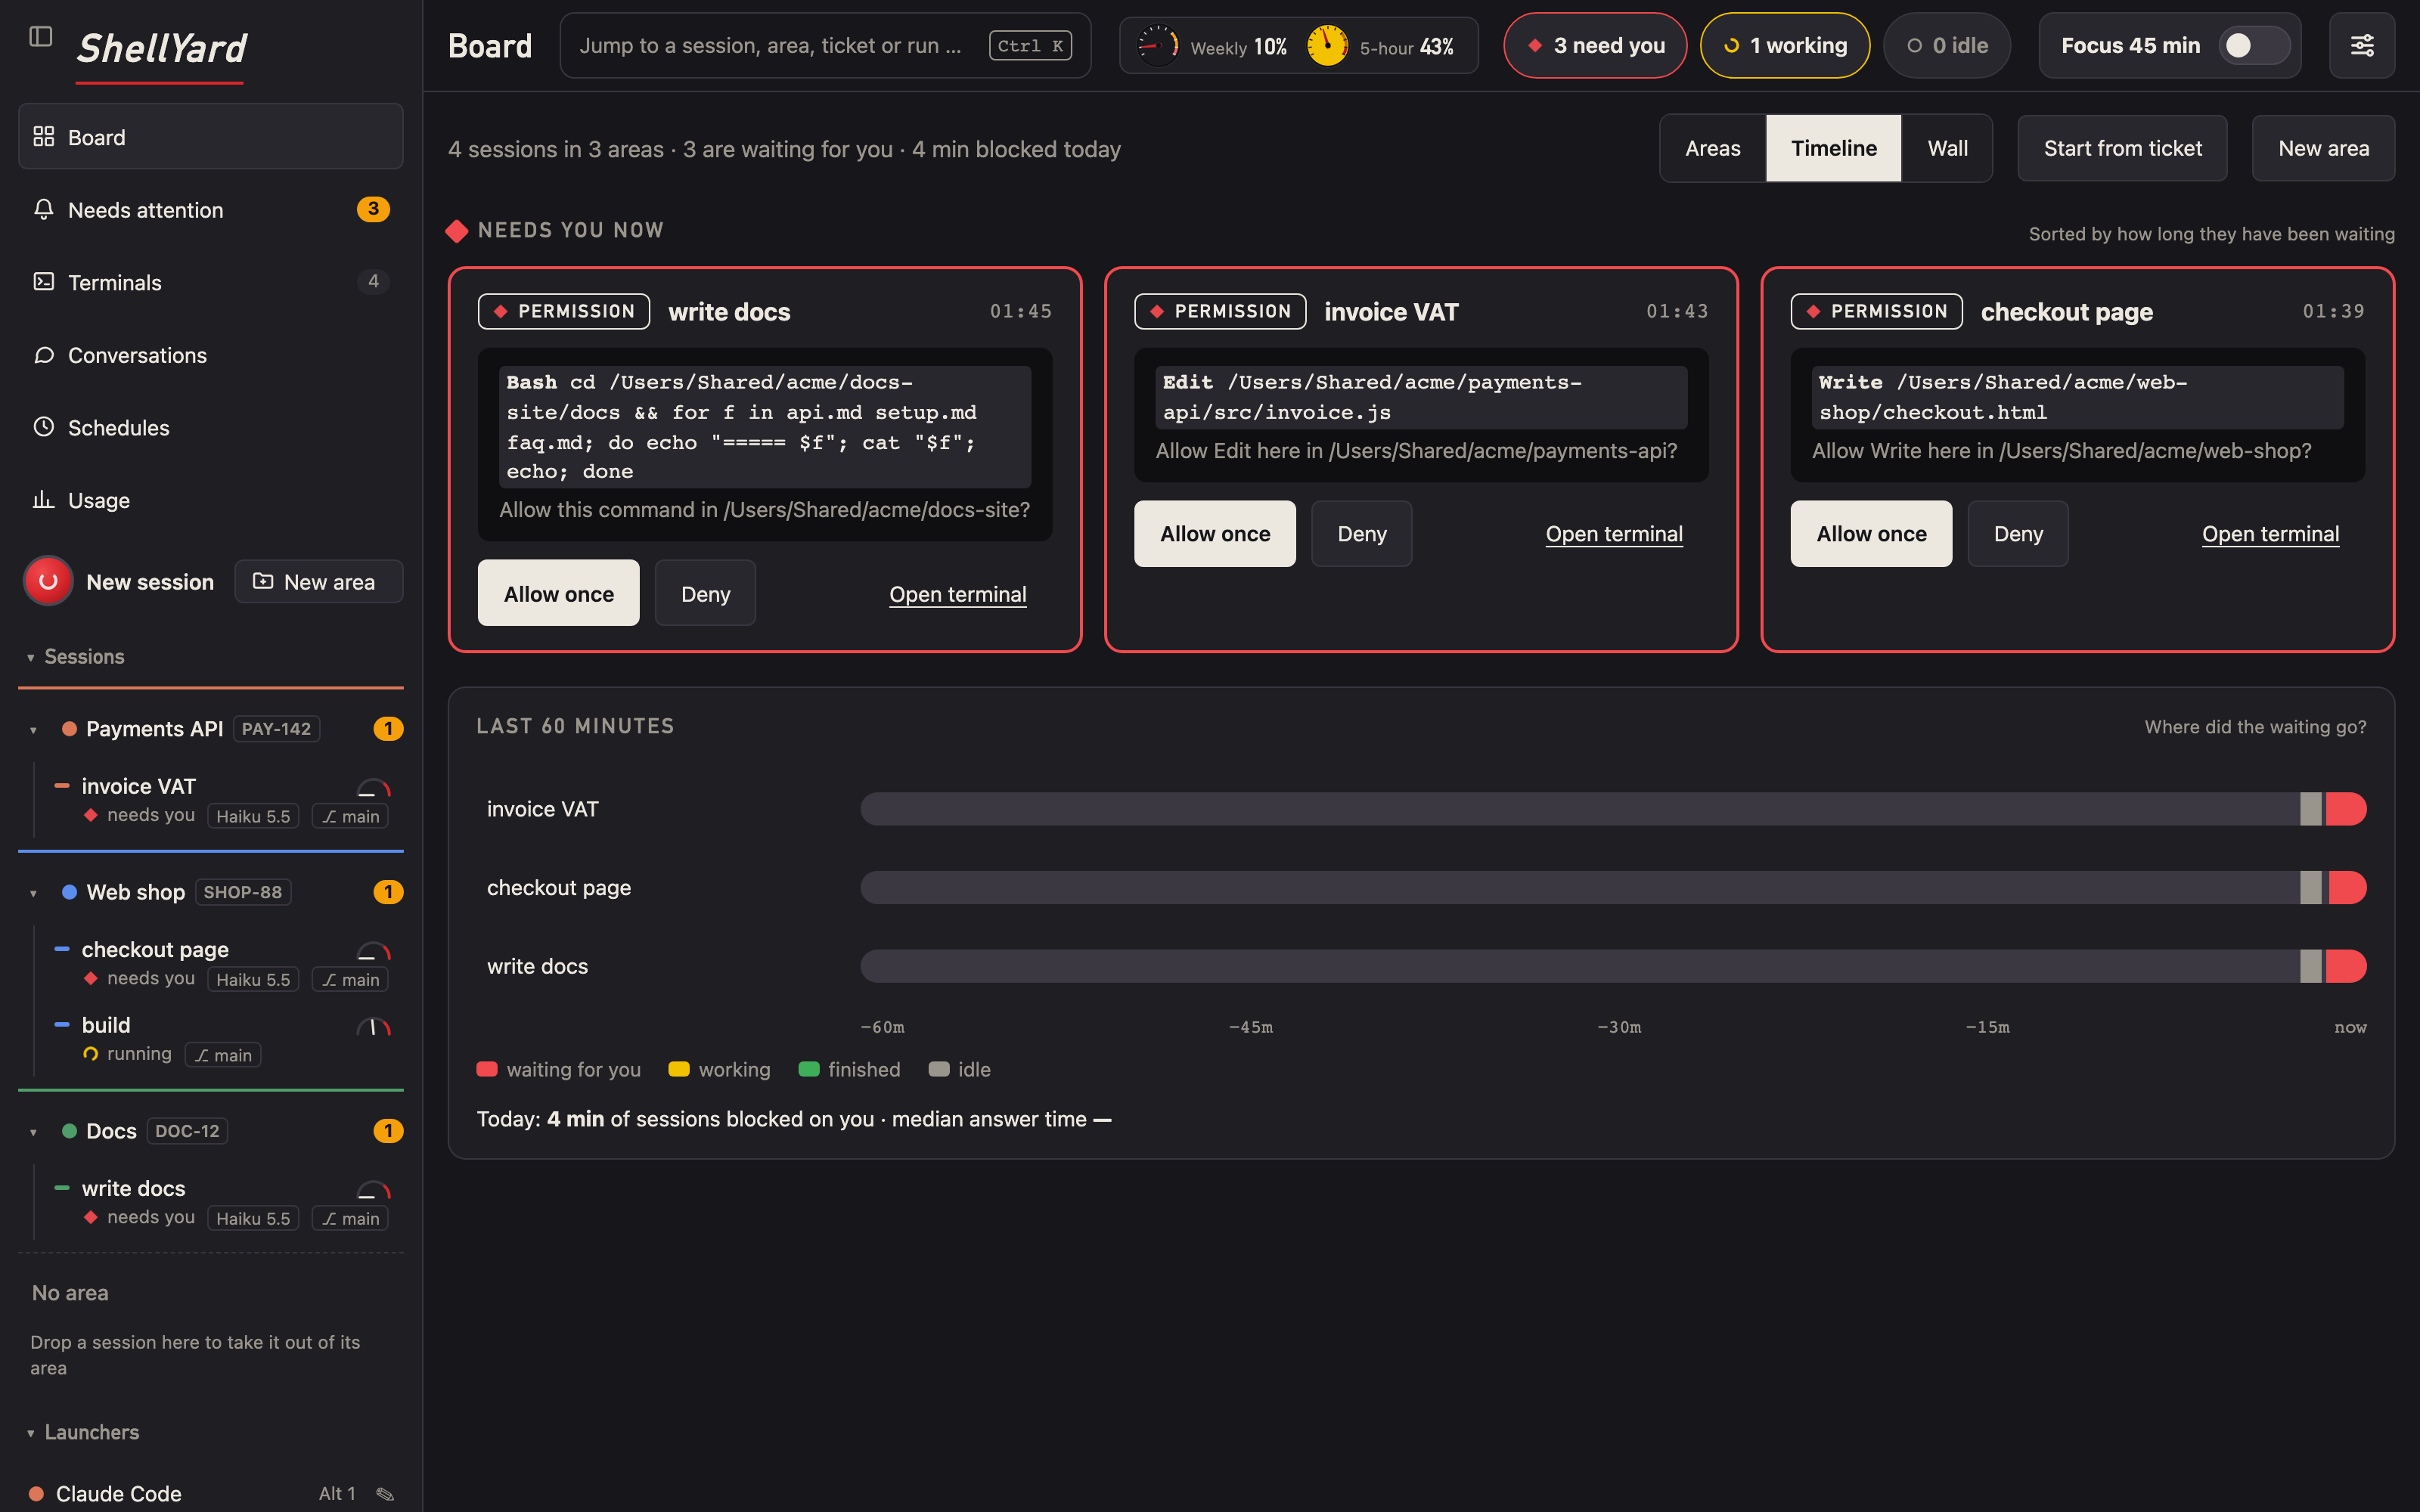 ShellYard
Board
Needs attention 3
Terminals 4
Conversations
Schedules
Usage
New session New area
Sessions
Payments API PAY-142 1
invoice VAT
needs you Haiku 5.5 main
Web shop SHOP-88 1
checkout page
needs you Haiku 5.5 main
build
running main
Docs DOC-12 1
write docs
needs you Haiku 5.5 main
No area
Drop a session here to take it out of its
area
Launchers
Claude Code Alt 1
Board Jump to a session, area, ticket or run ... Ctrl K Weekly 10% 5-hour 43% 3 need you 1 working 0 idle Focus 45 min
4 sessions in 3 areas · 3 are waiting for you · 4 min blocked today Areas Timeline Wall Start from ticket New area
NEEDS YOU NOW Sorted by how long they have been waiting
PERMISSION write docs 01:45
Bash cd /Users/Shared/acme/docs-
site/docs && for f in api.md setup.md
faq.md; do echo "===== $f"; cat "$f";
echo; done
Allow this command in /Users/Shared/acme/docs-site?
Allow once Deny Open terminal
PERMISSION invoice VAT 01:43
Edit /Users/Shared/acme/payments-
api/src/invoice.js
Allow Edit here in /Users/Shared/acme/payments-api?
Allow once Deny Open terminal
PERMISSION checkout page 01:39
Write /Users/Shared/acme/web-
shop/checkout.html
Allow Write here in /Users/Shared/acme/web-shop?
Allow once Deny Open terminal
LAST 60 MINUTES Where did the waiting go?
invoice VAT
checkout page
write docs
−60m −45m −30m −15m now
waiting for you working finished idle
Today: 4 min of sessions blocked on you · median answer time —